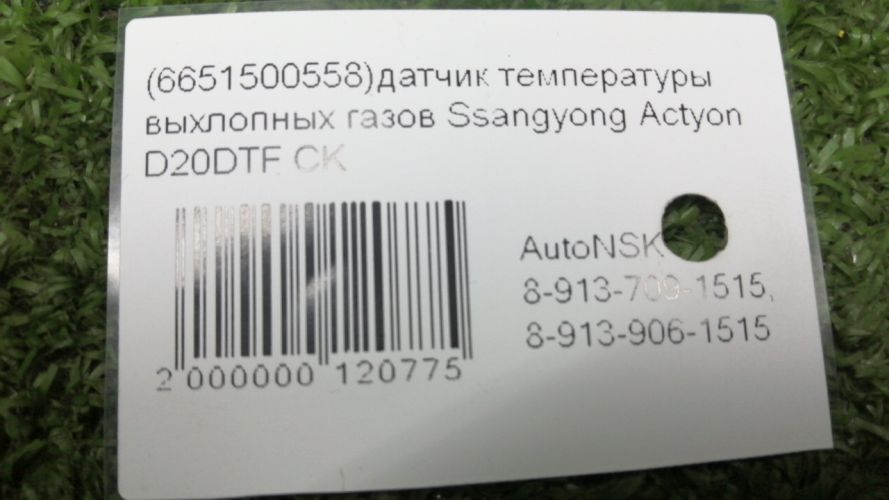 (6651500558)датчик температуры
выхлопных газов Ssangyong Actyon
D20DTF CK
AutoNSK
8-913-709-1515,
8-913-906-1515
2 000000 120775